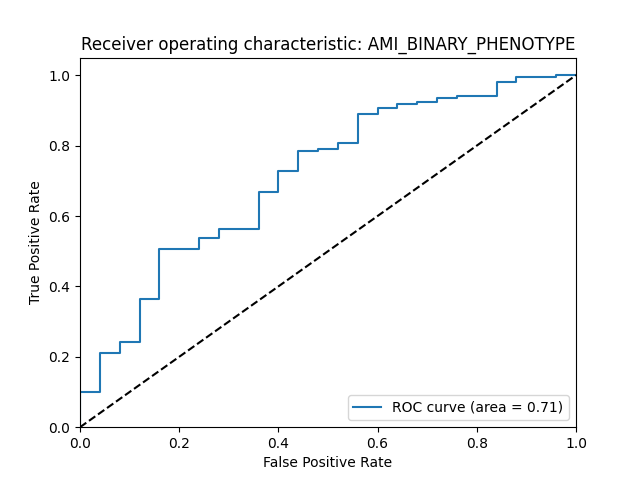 Receiver operating characteristic: AMI_BINARY_PHENOTYPE
1.0
0.8
0.6
0.4
0.2
0.0
True Positive Rate
ROC curve (area = 0.71)
0.0 0.2 0.4 0.6 0.8 1.0
False Positive Rate